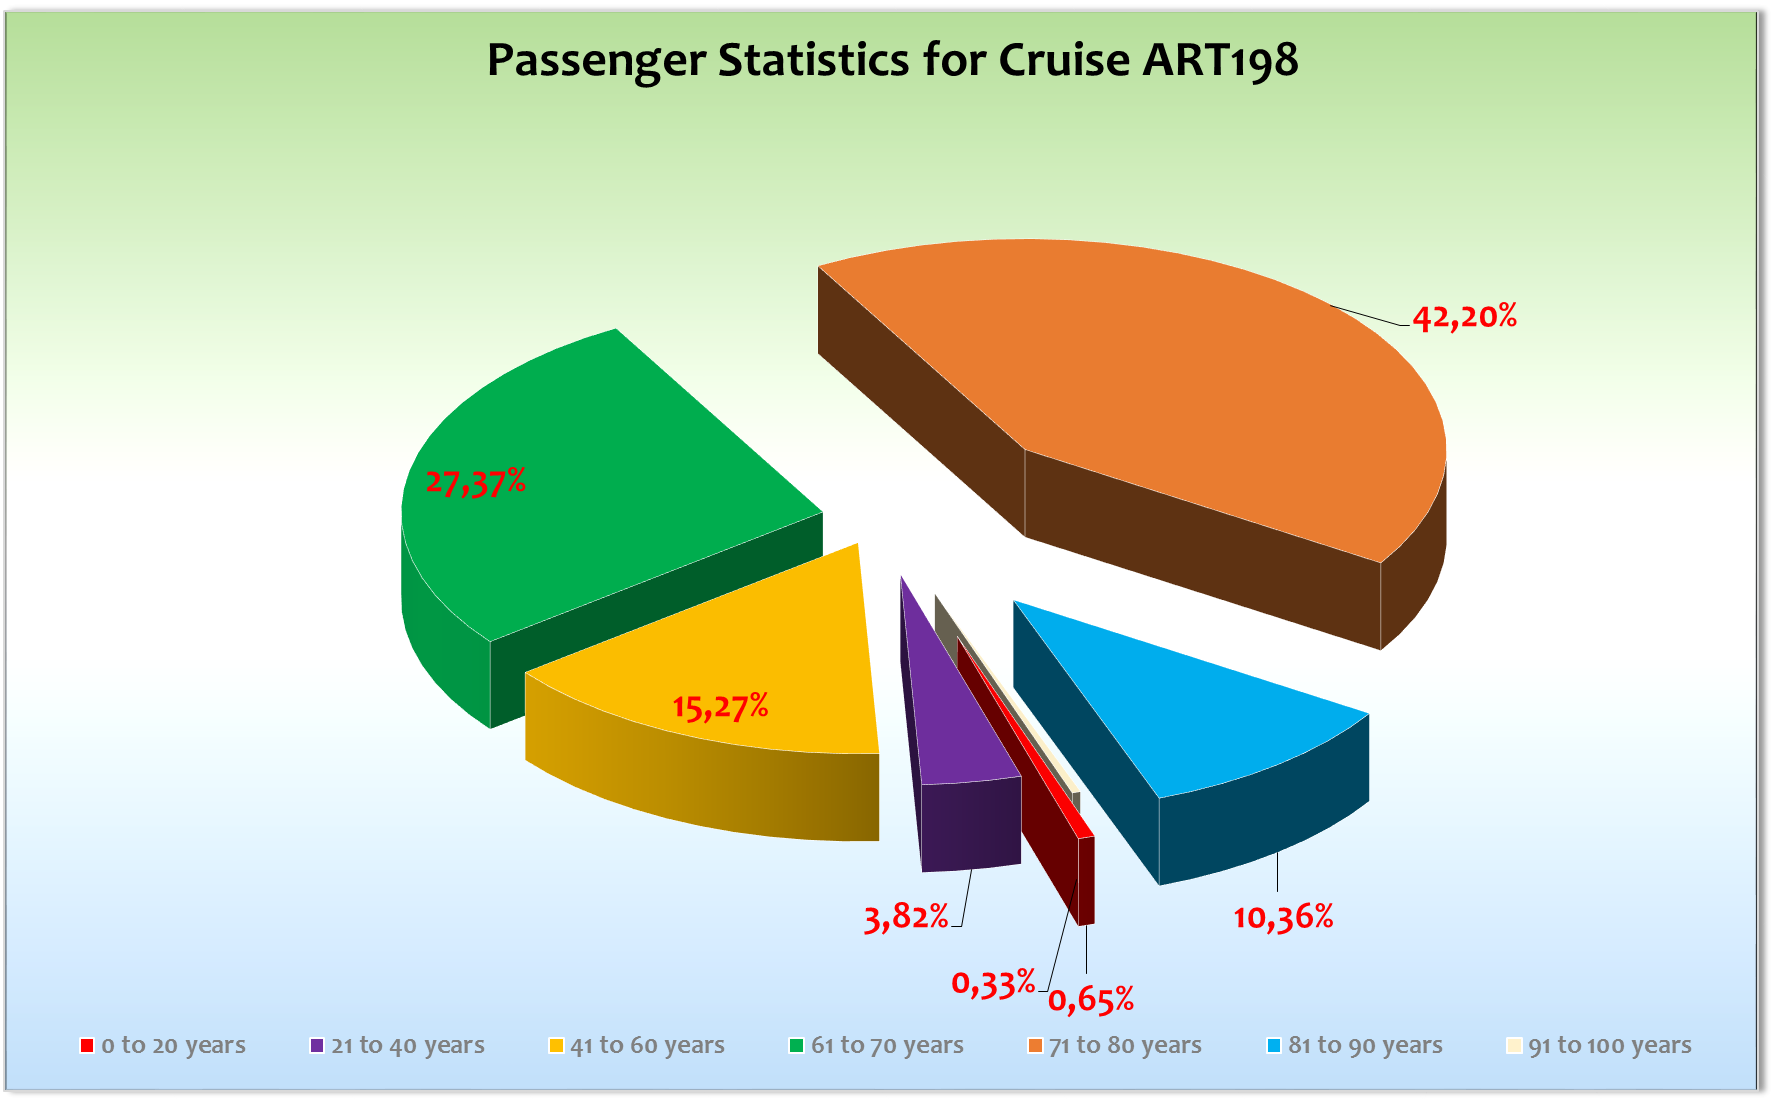 Passenger Statistics for Cruise ART198
42,20%
27,37%
15,27%
3,82%
10,36%
0,33%
0,65%
0 to 20 years
21 to 40 years
41 to 60 years
61 to 70 years
71 to 80 years
81 to 90 years
91 to 100 years